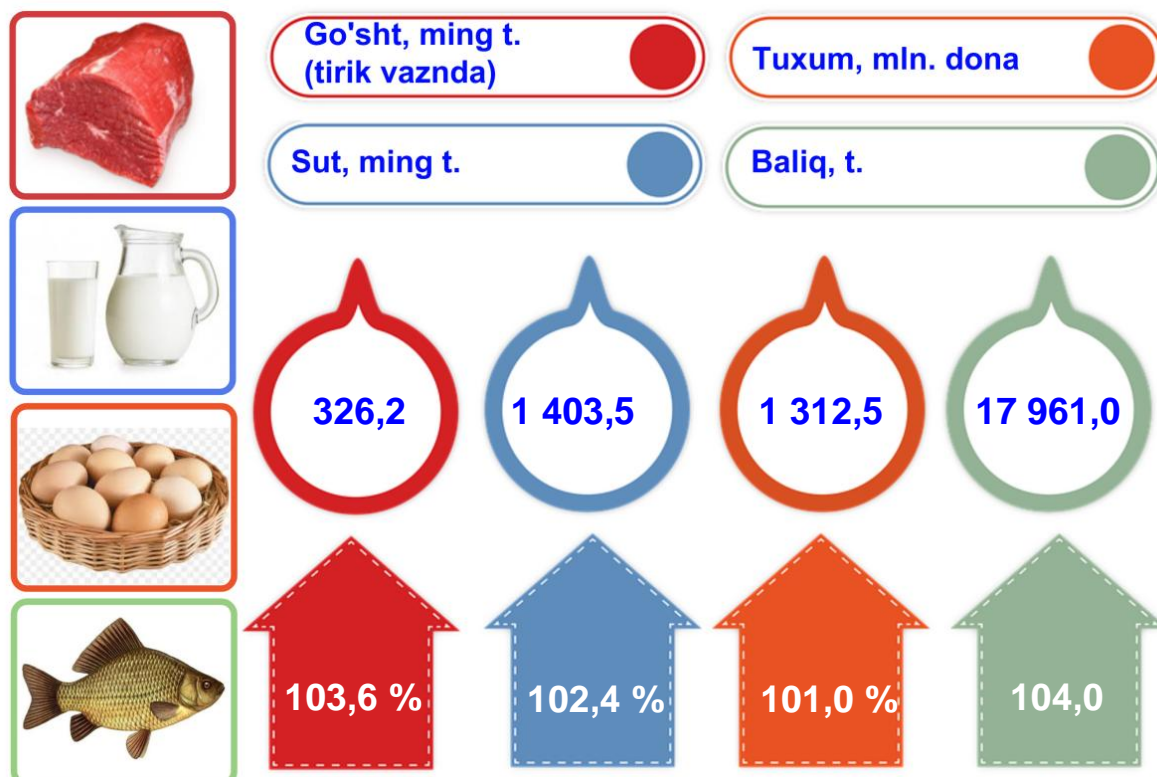 Go'sht, ming t.
(tirik vaznda)
Tuxum, mln. dona
Sut, ming t.
Baliq, t.
326,2
1 403,5
1 312,5
17 961,0
103,6 %
102,4 %
101,0 %
104,0